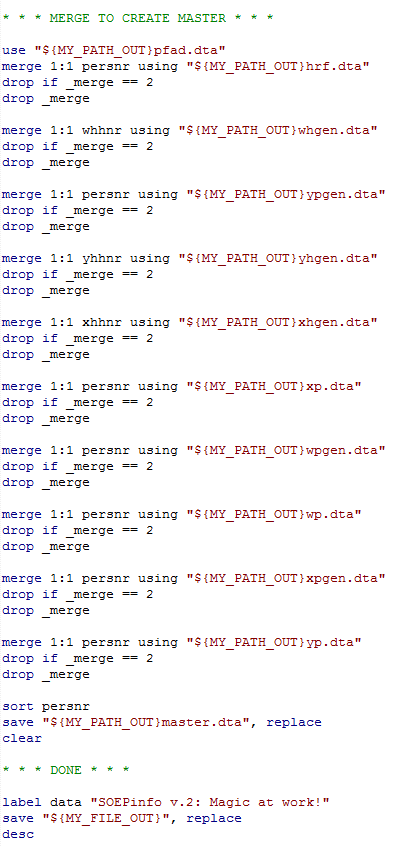 * * * MERGE TO CREATE MASTER * * *
use "${MY_PATH_OUT}pfad.dta"
merge 1:1 persnr using "${MY_PATH_OUT}hrf.dta"
drop if _merge == 2
drop _merge
merge 1:1 whhnr using "${MY_PATH_OUT}whgen.dta"
drop if _merge == 2
drop _merge
merge 1:1 persnr using "${MY_PATH_OUT}ypgen.dta"
drop if _merge == 2
drop _merge
merge 1:1 yhhnr using "${MY_PATH_OUT}yhgen.dta"
drop if _merge == 2
drop _merge
merge 1:1 xhhnr using "${MY_PATH_OUT}xhgen.dta"
drop if _merge == 2
drop _merge
merge 1:1 persnr using "${MY_PATH_OUT}xp.dta"
drop if _merge == 2
drop _merge
merge 1:1 persnr using "${MY_PATH_OUT}wpgen.dta"
drop if _merge == 2
drop _merge
merge 1:1 persnr using "${MY_PATH_OUT}wp.dta"
drop if _merge == 2
drop _merge
merge 1:1 persnr using "${MY_PATH_OUT}xpgen.dta"
drop if _merge == 2
drop _merge
merge 1:1 persnr using "${MY_PATH_OUT}yp.dta"
drop if _merge == 2
drop _merge
sort persnr
save "${MY_PATH_OUT}master.dta", replace
clear
* * * DONE * * *
label data "SOEPinfo v.2: Magic at work!"
save "${MY_FILE_OUT}", replace
desc